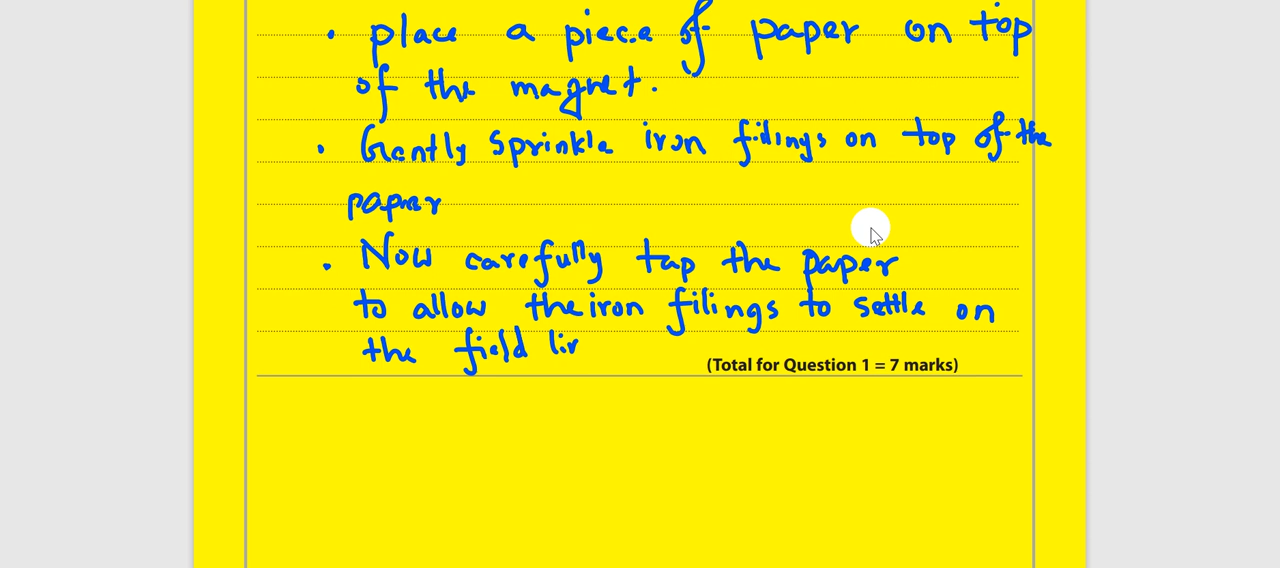 • place a piece of paper on top
of the magnet.
• Gently sprinkle iron filings on top of the
paper
• Now carefully tap the paper
to allow the iron filings to settle on
the field lin
(Total for Question 1 = 7 marks)